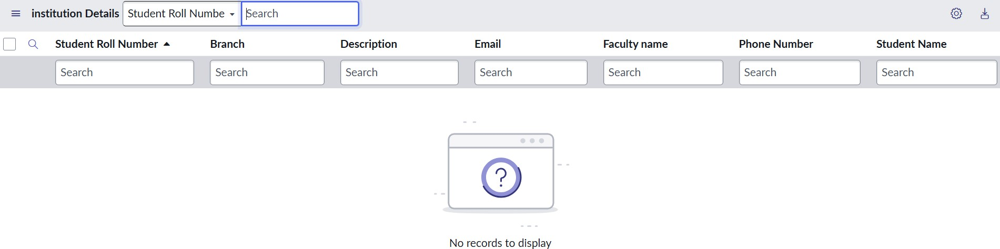 institution Details Student Roll Numbe Search
Student Roll Number Branch Description Email Faculty name Phone Number Student Name
Search Search Search Search Search Search Search
?
No records to display